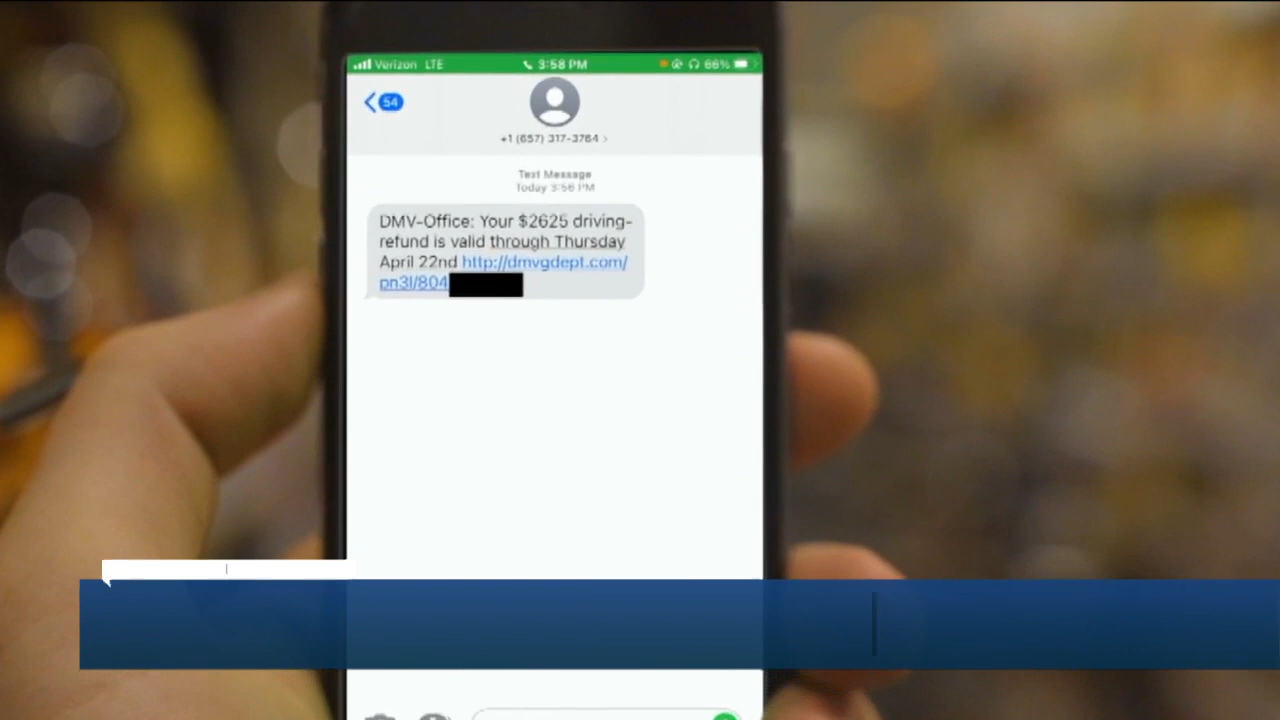 Verizon LTE 3:58 PM 66%
54
+1 (657) 317-3764 >
Text Message
Today 3:56 PM
DMV-Office: Your $2625 driving-
refund is valid through Thursday
April 22nd http://dmvgdept.com/
pn3l/804